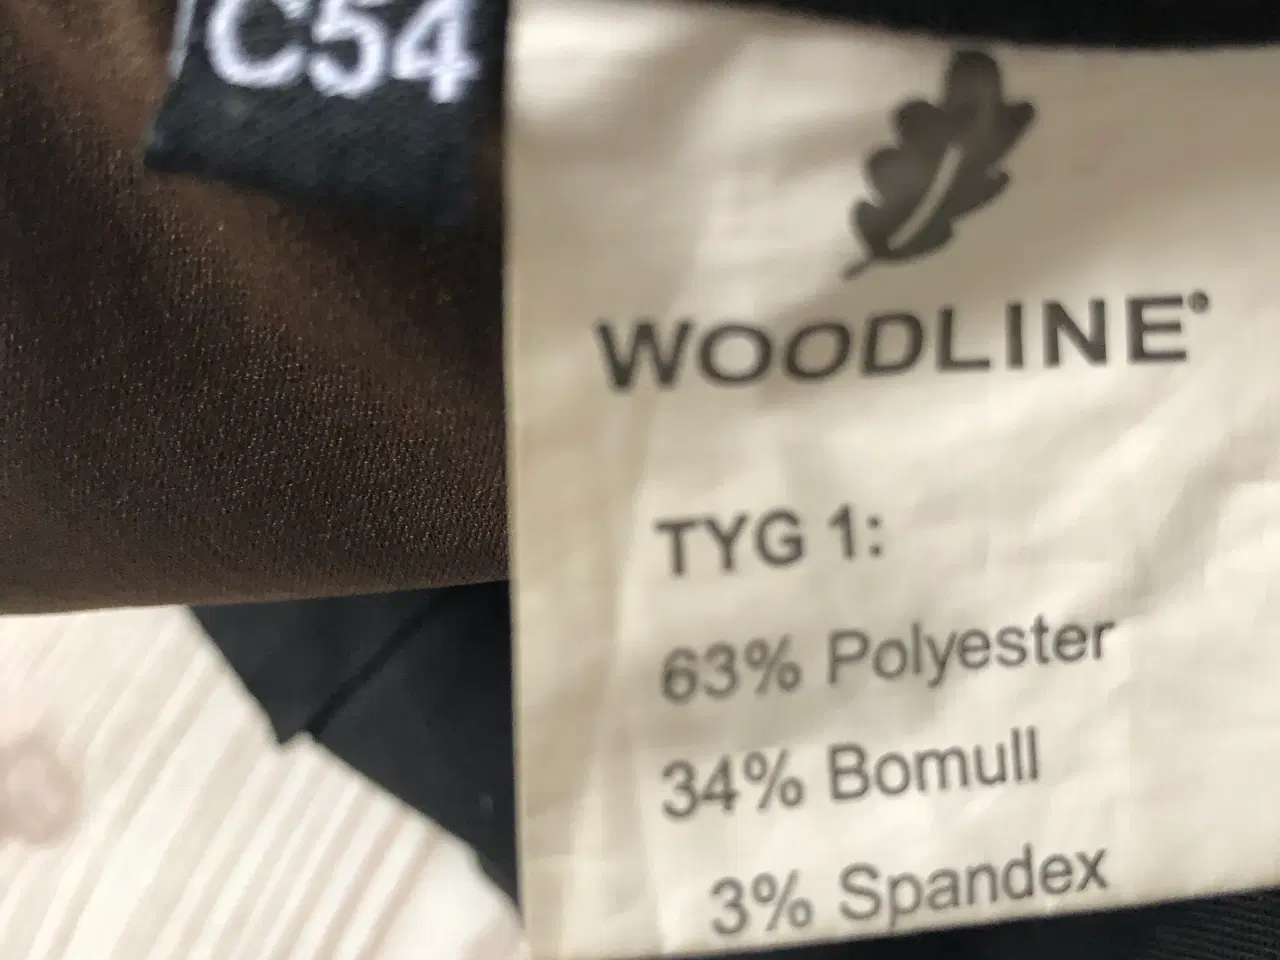 C54
WOODLINE®
TYG 1:
63% Polyester
34% Bomull
3% Spandex